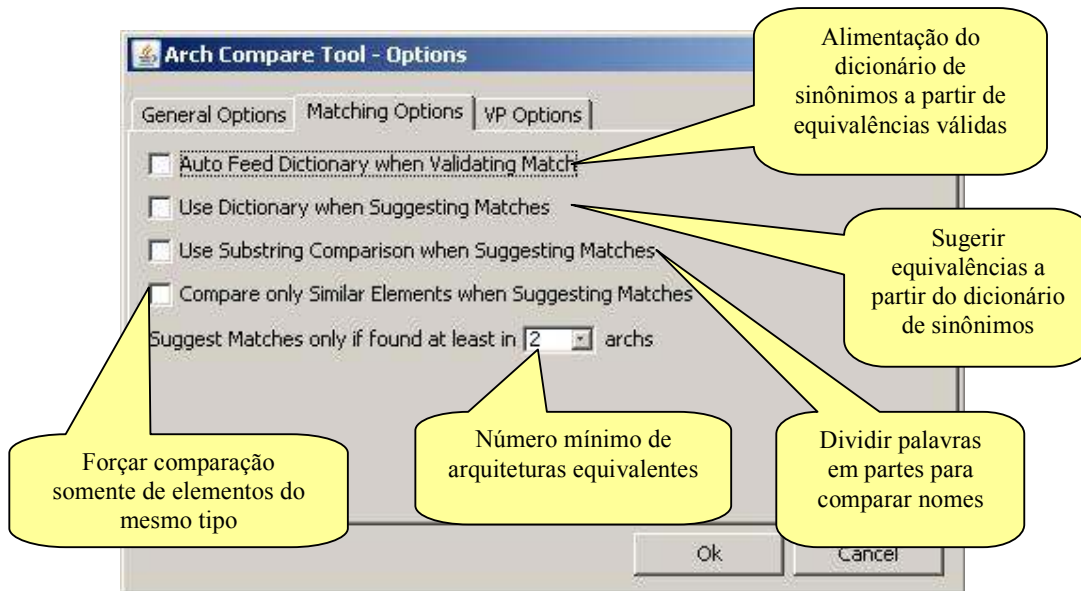 Arch Compare Tool - Options
Alimentação do
dicionário de
sinônimos a partir de
equivalências válidas
General Options
Matching Options
VP Options
Auto Feed Dictionary when Validating Match
Use Dictionary when Suggesting Matches
Use Substring Comparison when Suggesting Matches
Compare only Similar Elements when Suggesting Matches
Suggest Matches only if found at least in 2 archs
Sugerir
equivalências a
partir do dicionário
de sinônimos
Forçar comparação
somente de elementos do
mesmo tipo
Número mínimo de
arquiteturas equivalentes
Dividir palavras
em partes para
comparar nomes
Ok
Cancel